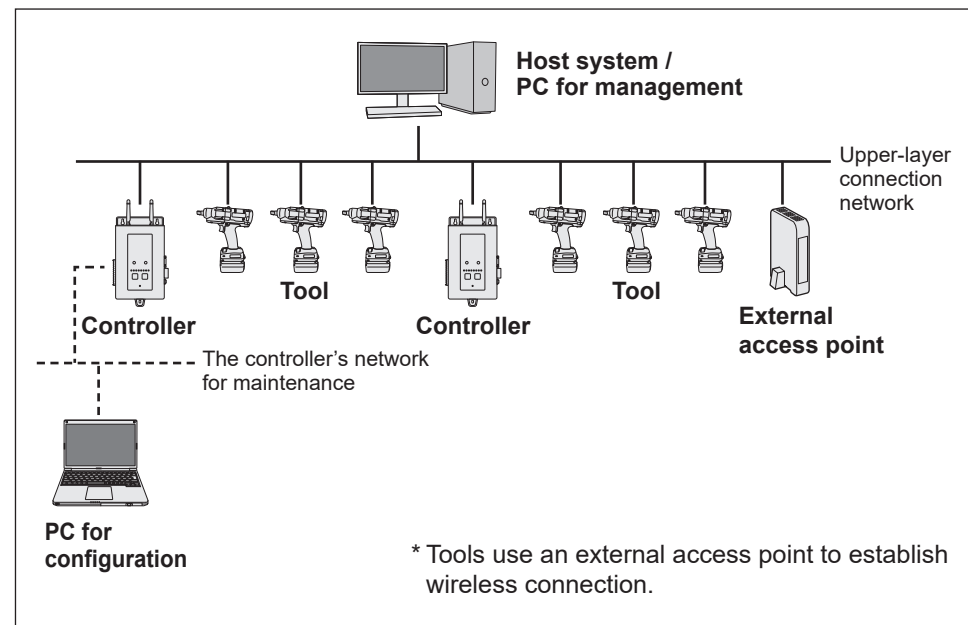 Host system /
PC for management
Upper-layer
connection
network
Tool
Tool
Controller
Controller
External
access point
The controller’s network
for maintenance
PC for
configuration
* Tools use an external access point to establish
wireless connection.